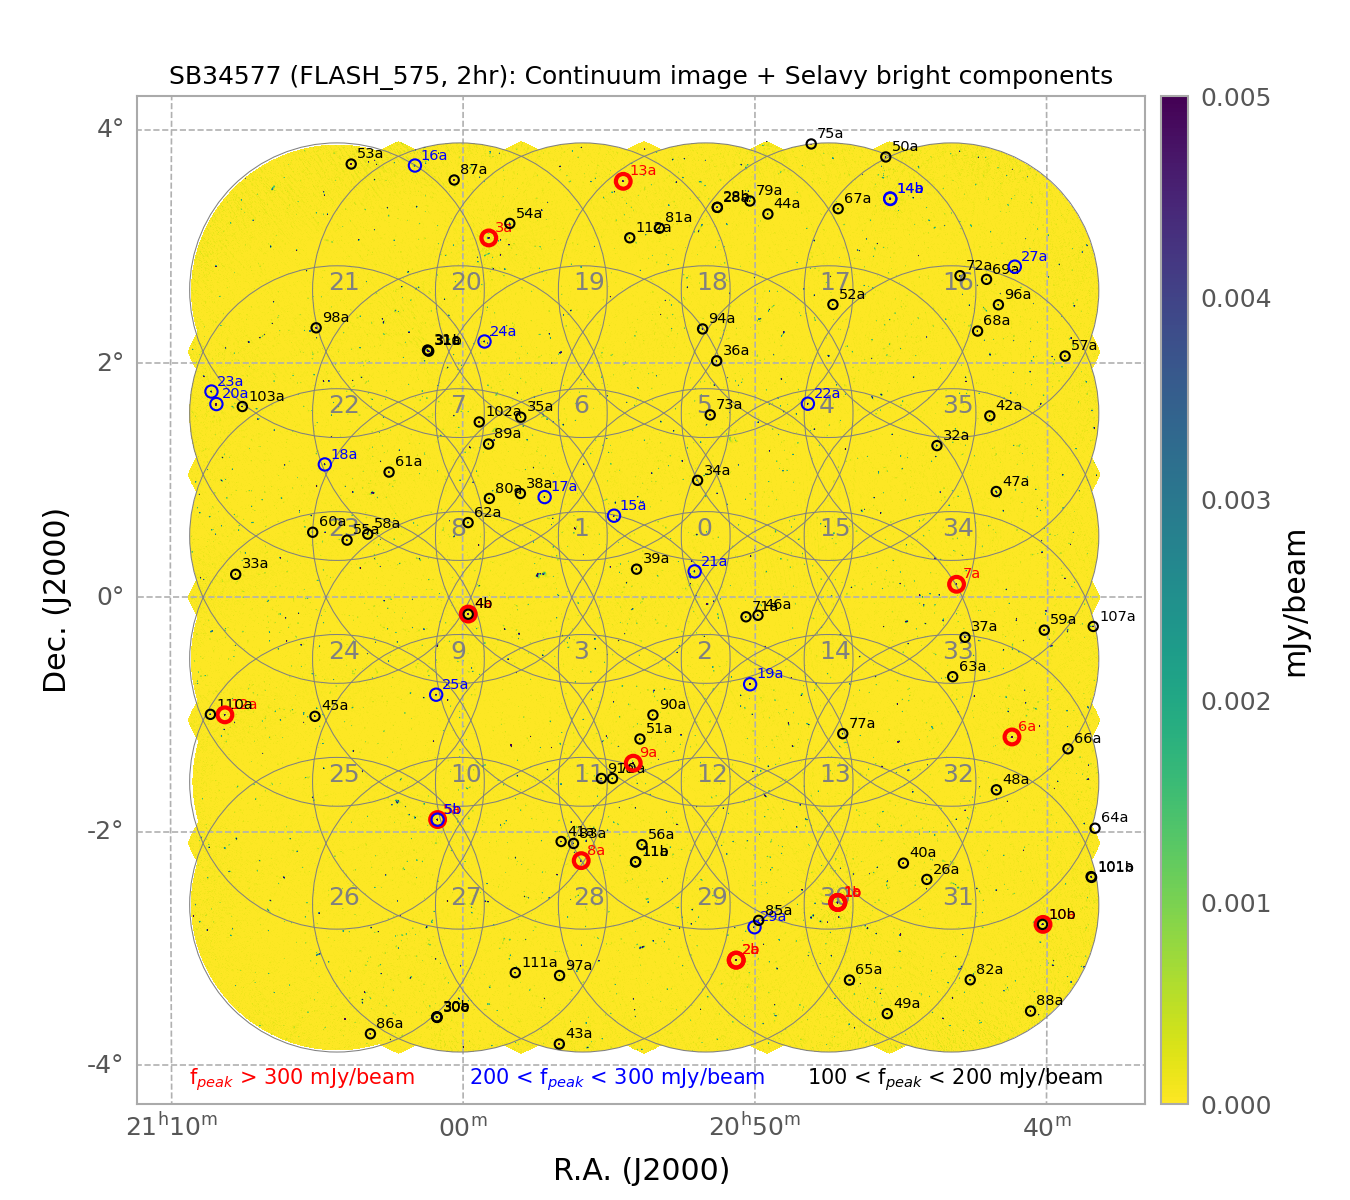 SB34577 (FLASH_575, 2hr): Continuum image + Selavy bright components
0.005
0.004
0.003
0.002
0.001
0.000
mJy/beam
4°
2°
0°
-2°
-4°
Dec. (J2000)
75a
53a
16a
50a
87a
13a
14b
79a
28b
44a
67a
54a
3a
81a
112a
27a
72a
69a
21
20
19
18
17
16
52a
96a
98a
94a
68a
24a
31b
36a
57a
23a
20a
103a
22a
22
7
6
5
4
35
102a
35a
73a
42a
89a
32a
18a
61a
34a
47a
80a
38a
17a
15a
62a
60a
55a
58a
23
8
1
0
15
34
33a
39a
21a
7a
4b
71a
46a
59a
107a
37a
24
9
3
2
14
33
63a
25a
19a
110a
12a
45a
90a
51a
77a
6a
66a
9a
25
10
11
12
13
32
48a
5b
64a
41a
83a
56a
8a
11b
40a
26a
101b
26
27
28
29
30
31
1b
85a
29a
10b
2b
111a
97a
65a
82a
30b
49a
88a
86a
43a
f_peak > 300 mJy/beam
200 < f_peak < 300 mJy/beam
100 < f_peak < 200 mJy/beam
21h10m
00m
20h50m
40m
R.A. (J2000)